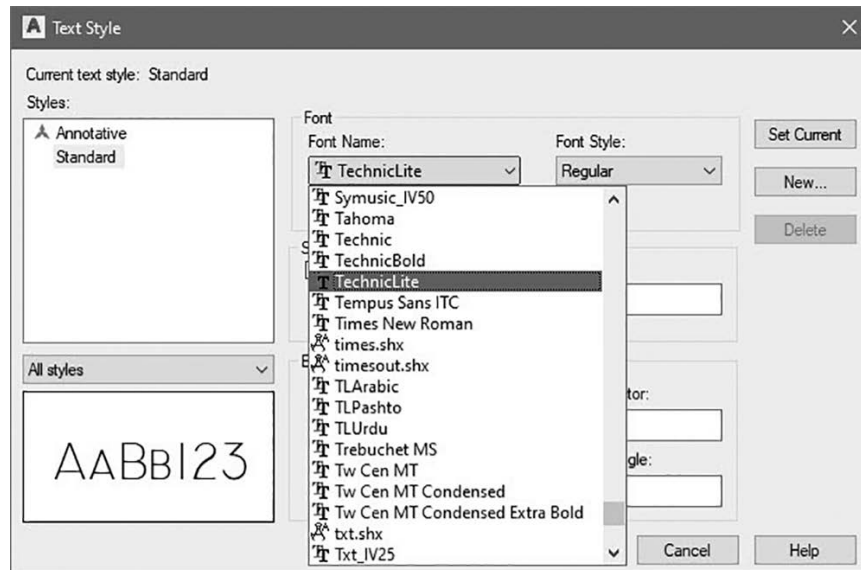 A Text Style
Current text style: Standard
Styles:
Annotative
Standard
Font
Font Name:
Font Style:
TechnicLite
Regular
Symusic_IV50
Tahoma
Technic
TechnicBold
TechnicLite
Tempus Sans ITC
Times New Roman
times.shx
timesout.shx
TLArabic
TLPashto
TLUrdu
Trebuchet MS
Tw Cen MT
Tw Cen MT Condensed
Tw Cen MT Condensed Extra Bold
txt.shx
Txt_IV25
All styles
AABB123
tor:
gle:
Set Current
New...
Delete
Cancel
Help